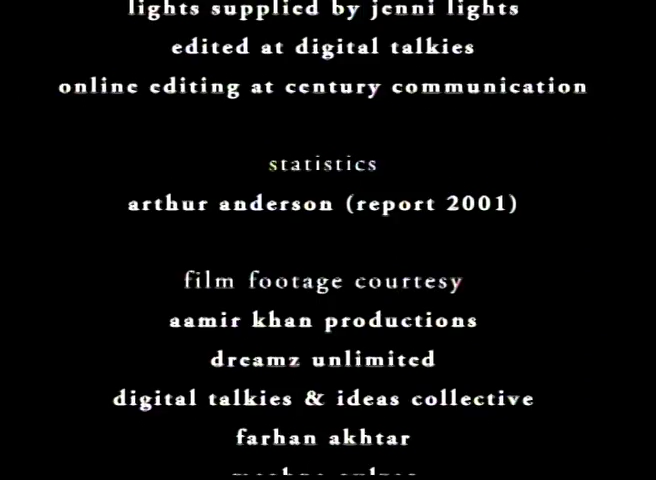 lights supplied by jenni lights
edited at digital talkies
online editing at century communication
statistics
arthur anderson (report 2001)
film footage courtesy
aamir khan productions
dreamz unlimited
digital talkies & ideas collective
farhan akhtar